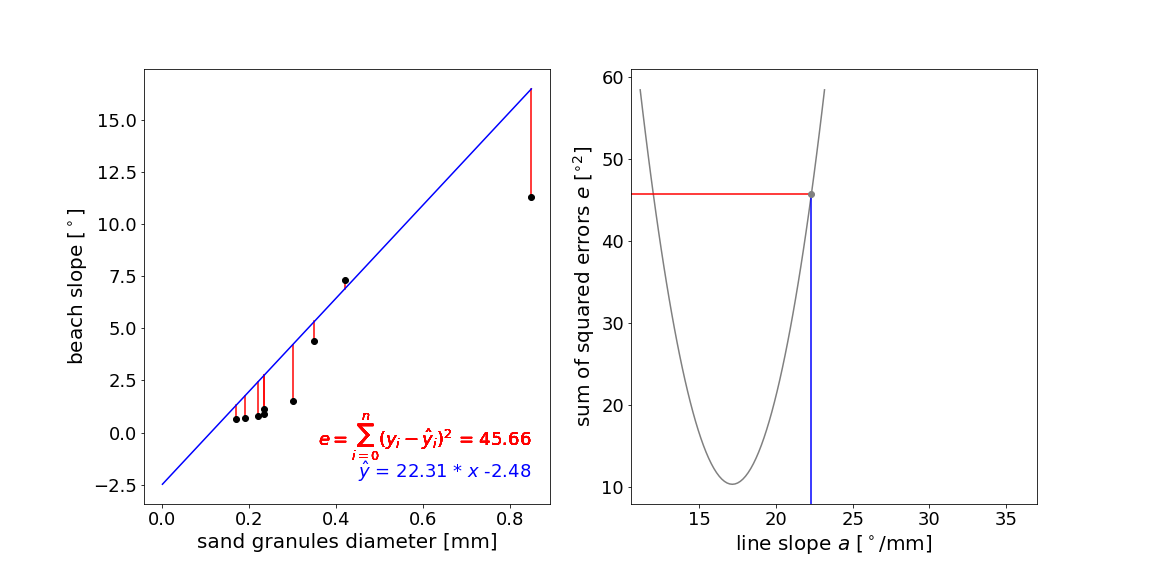 15.0
12.5
10.0
7.5
5.0
2.5
0.0
−2.5
0.0 0.2 0.4 0.6 0.8
beach slope [°]
sand granules diameter [mm]
e = ∑ⁿᵢ₌₀ (yᵢ − ŷᵢ)² = 45.66
ŷ = 22.31 * x -2.48
60
50
40
30
20
10
15 20 25 30 35
sum of squared errors e [°²]
line slope a [°/mm]